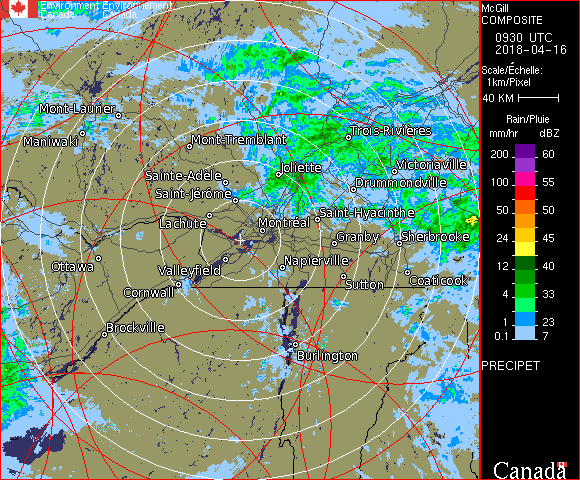 Environment Environnement
Canada Canada
McGill
COMPOSITE
0930 UTC
2018-04-16
Scale/Échelle:
1km/Pixel
40 KM
Rain/Pluie
mm/hr dBZ
200 60
100 55
50 50
24 45
12 40
4 33
1 23
0.1 7
PRECIPET
Canada
Mont-Laurier
Maniwaki
Mont-Tremblant
Trois-Rivières
Joliette
Victoriaville
Sainte-Adèle
Drummondville
Saint-Jérôme
Saint-Hyacinthe
Lachute
Montréal
Granby
Sherbrooke
Ottawa
Valleyfield
Napierville
Cornwall
Sutton
Coaticook
Brockville
Burlington